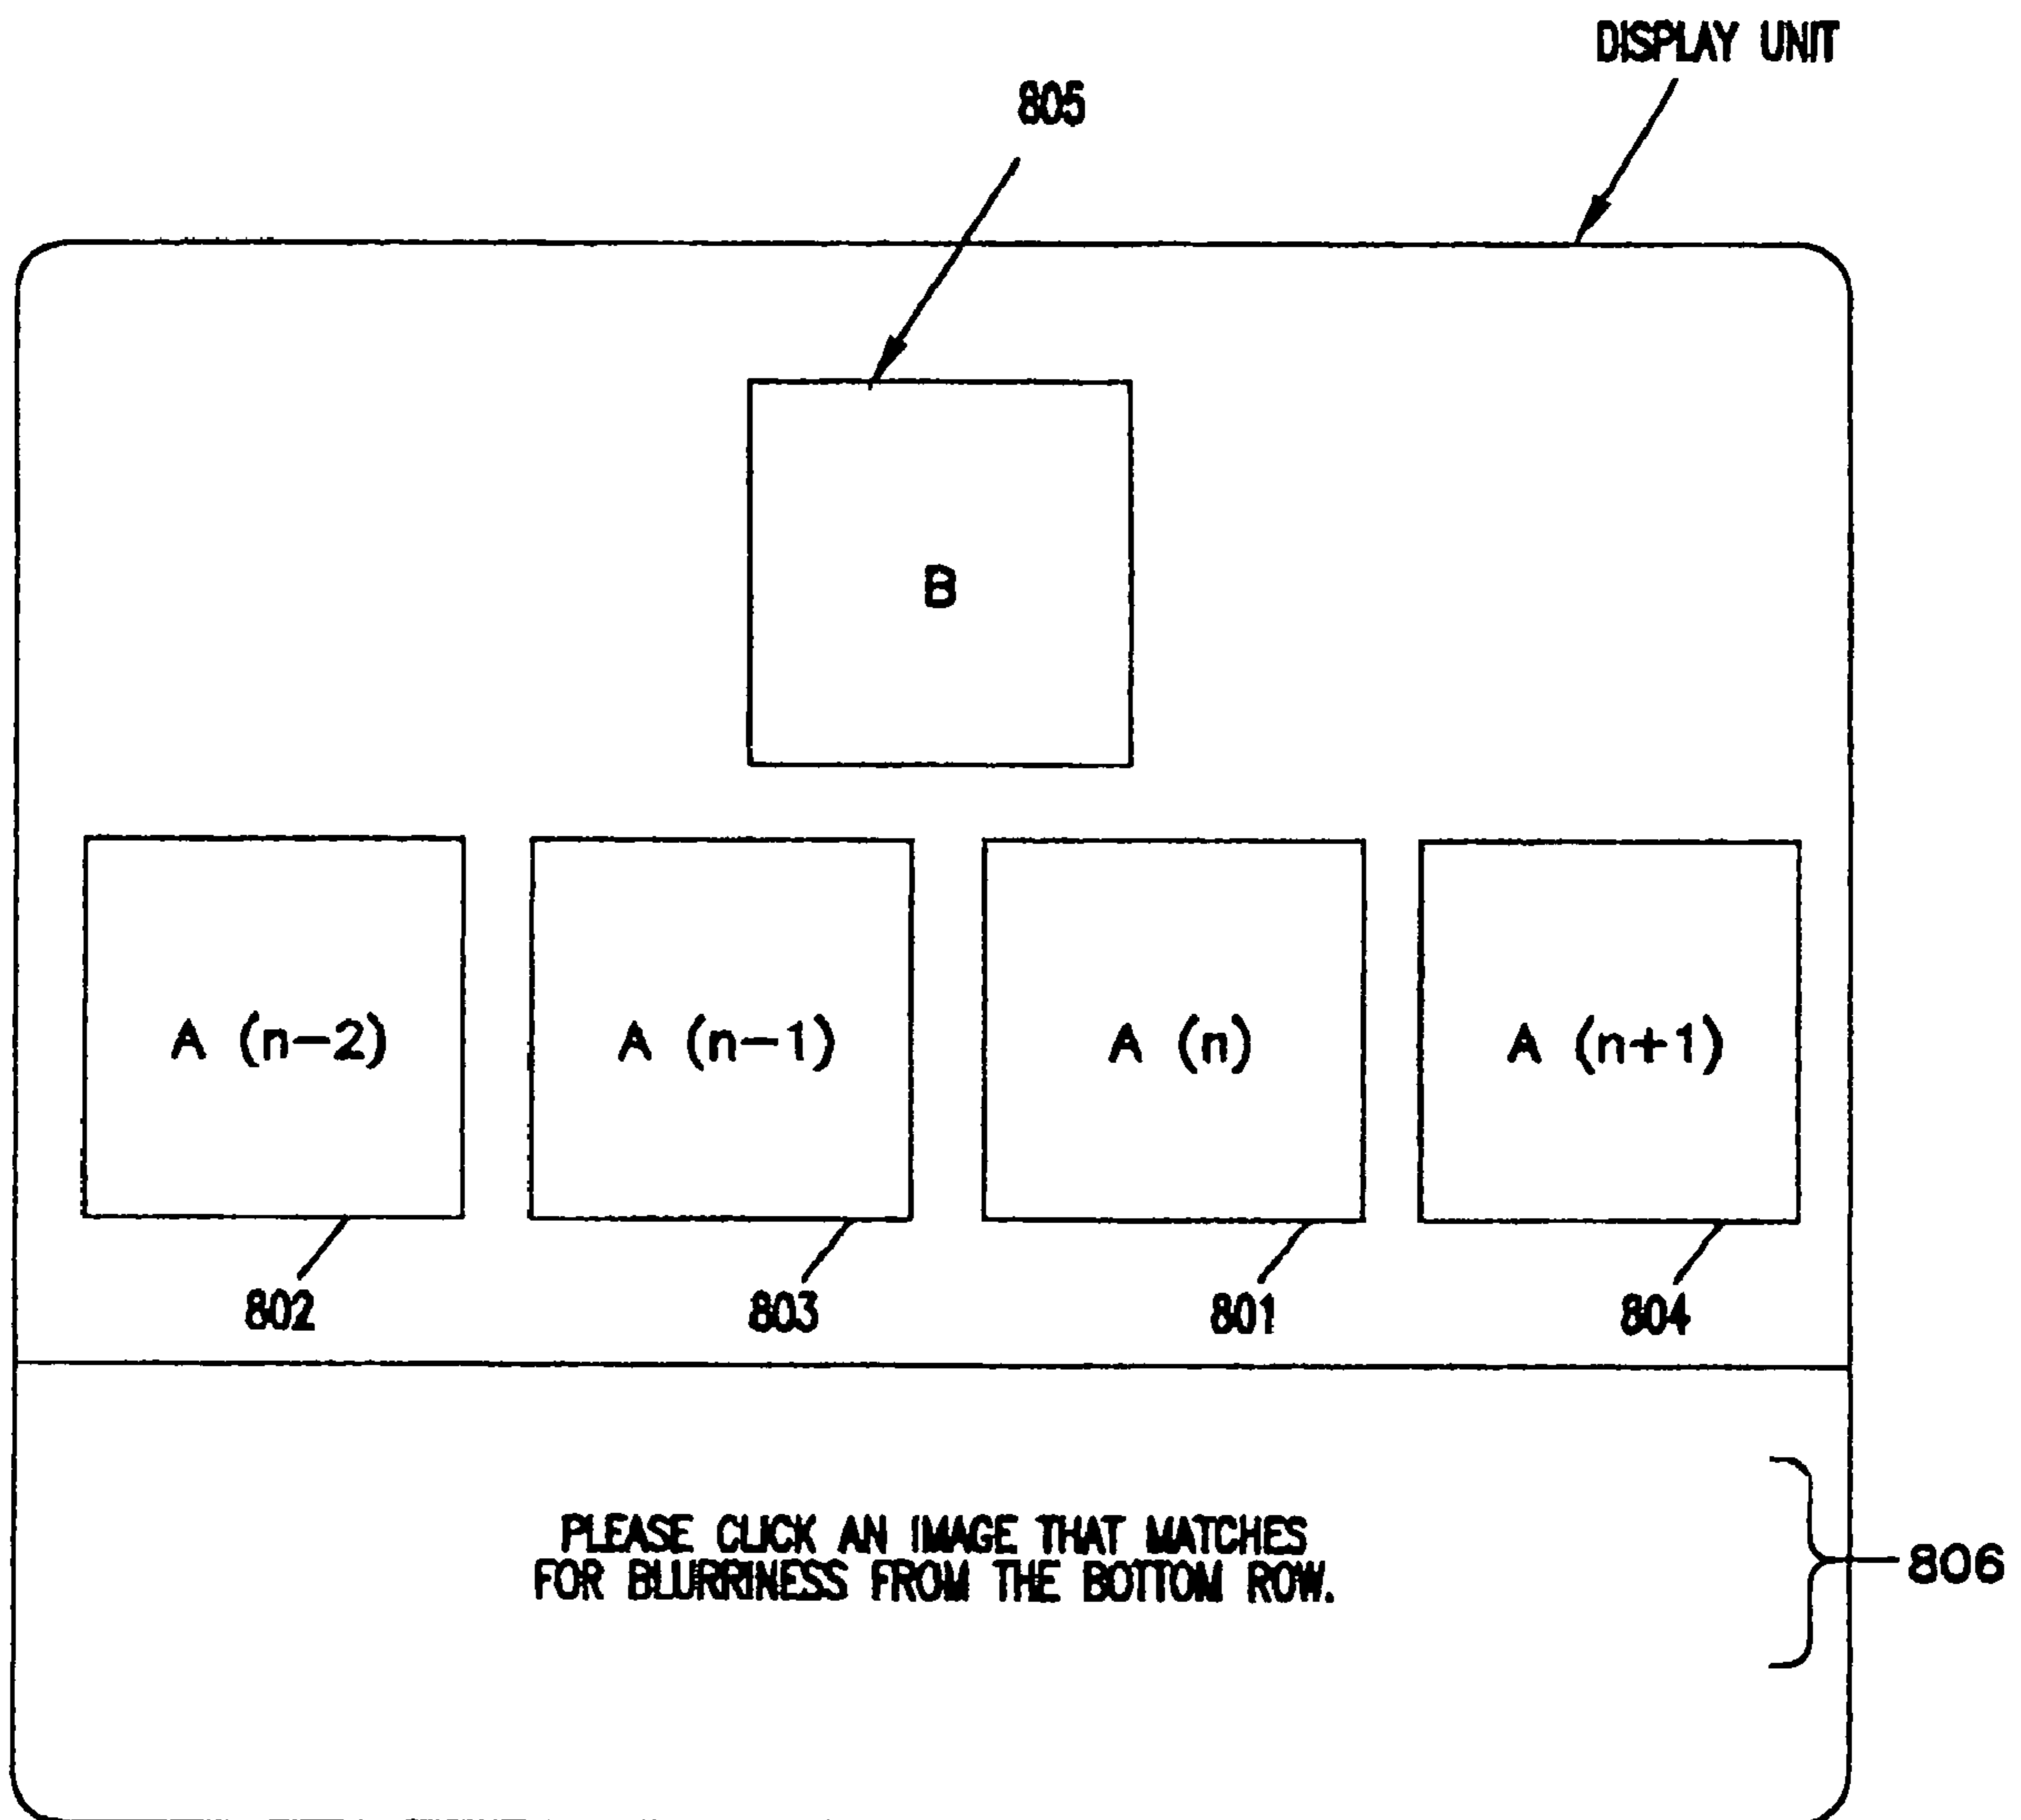 DISPLAY UNIT
805
B
A (n-2)
A (n-1)
A (n)
A (n+1)
802
803
801
804
PLEASE CLICK AN IMAGE THAT MATCHES
FOR BLURRINESS FROM THE BOTTOM ROW.
806